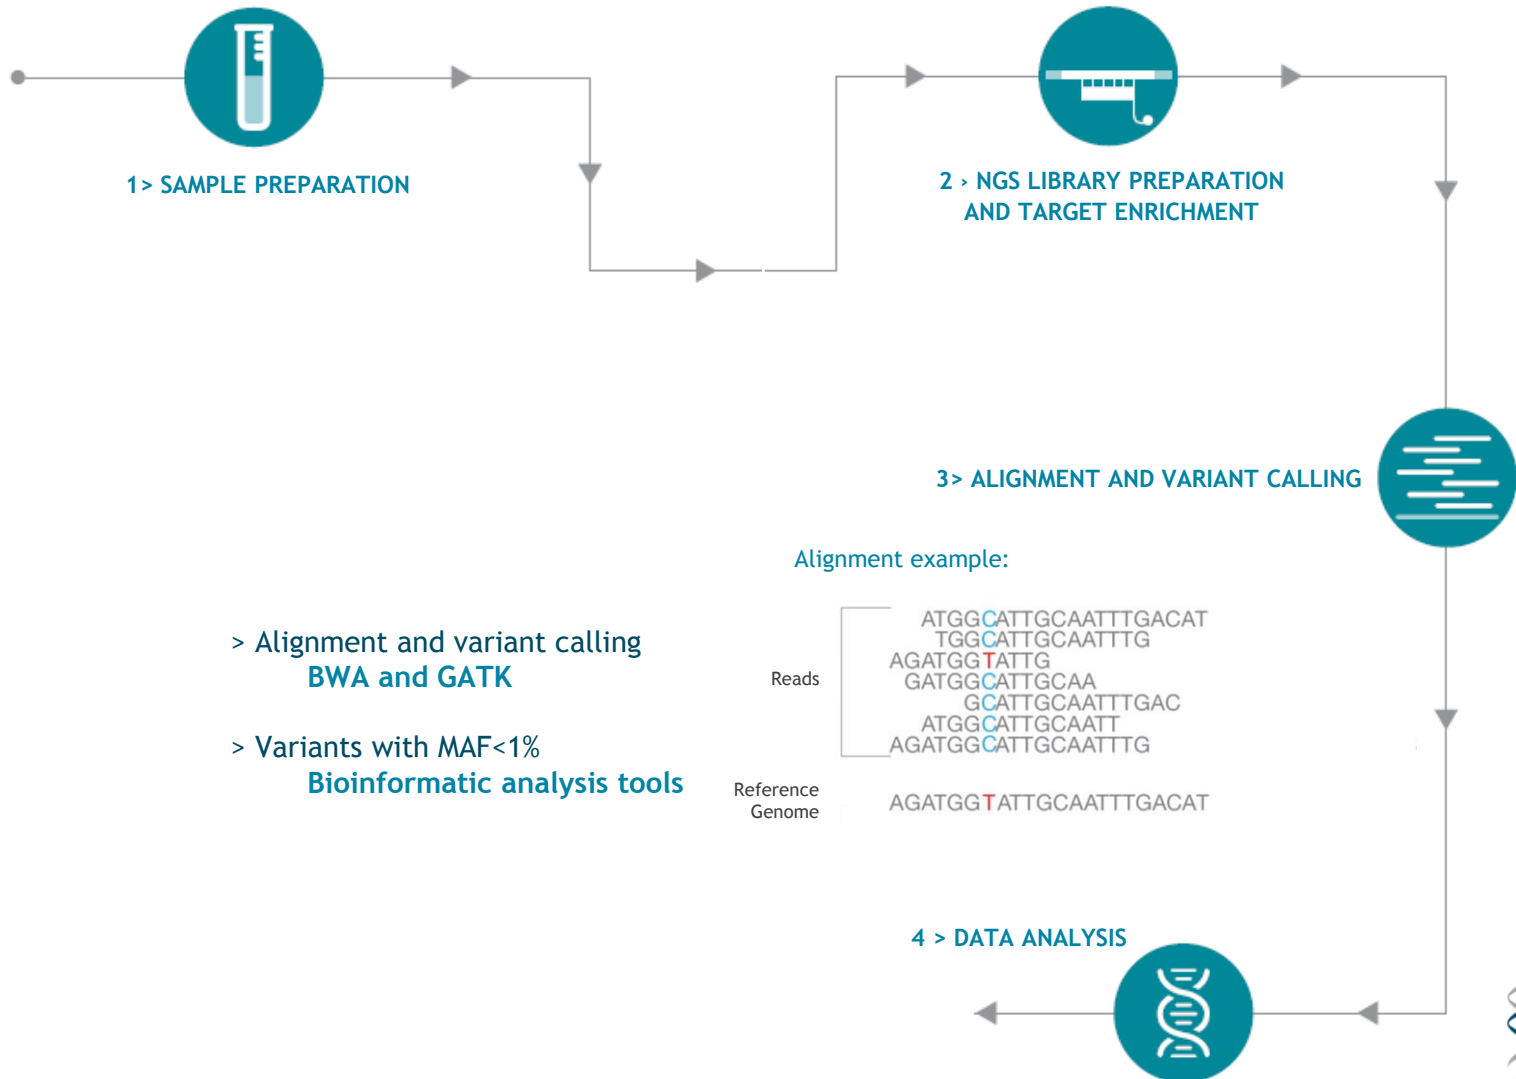 1> SAMPLE PREPARATION
2 › NGS LIBRARY PREPARATION
AND TARGET ENRICHMENT
3> ALIGNMENT AND VARIANT CALLING
Alignment example:
> Alignment and variant calling
BWA and GATK
> Variants with MAF<1%
Bioinformatic analysis tools
Reads
ATGGCATTGCAATTTGACAT
TGGCATTGCAATTTG
AGATGGTATTG
GATGGCATTGCAA
GCATTGCAATTTGAC
ATGGCATTGCAATT
AGATGGCATTGCAATTTG
Reference
Genome
AGATGGTATTGCAATTTGACAT
4 > DATA ANALYSIS